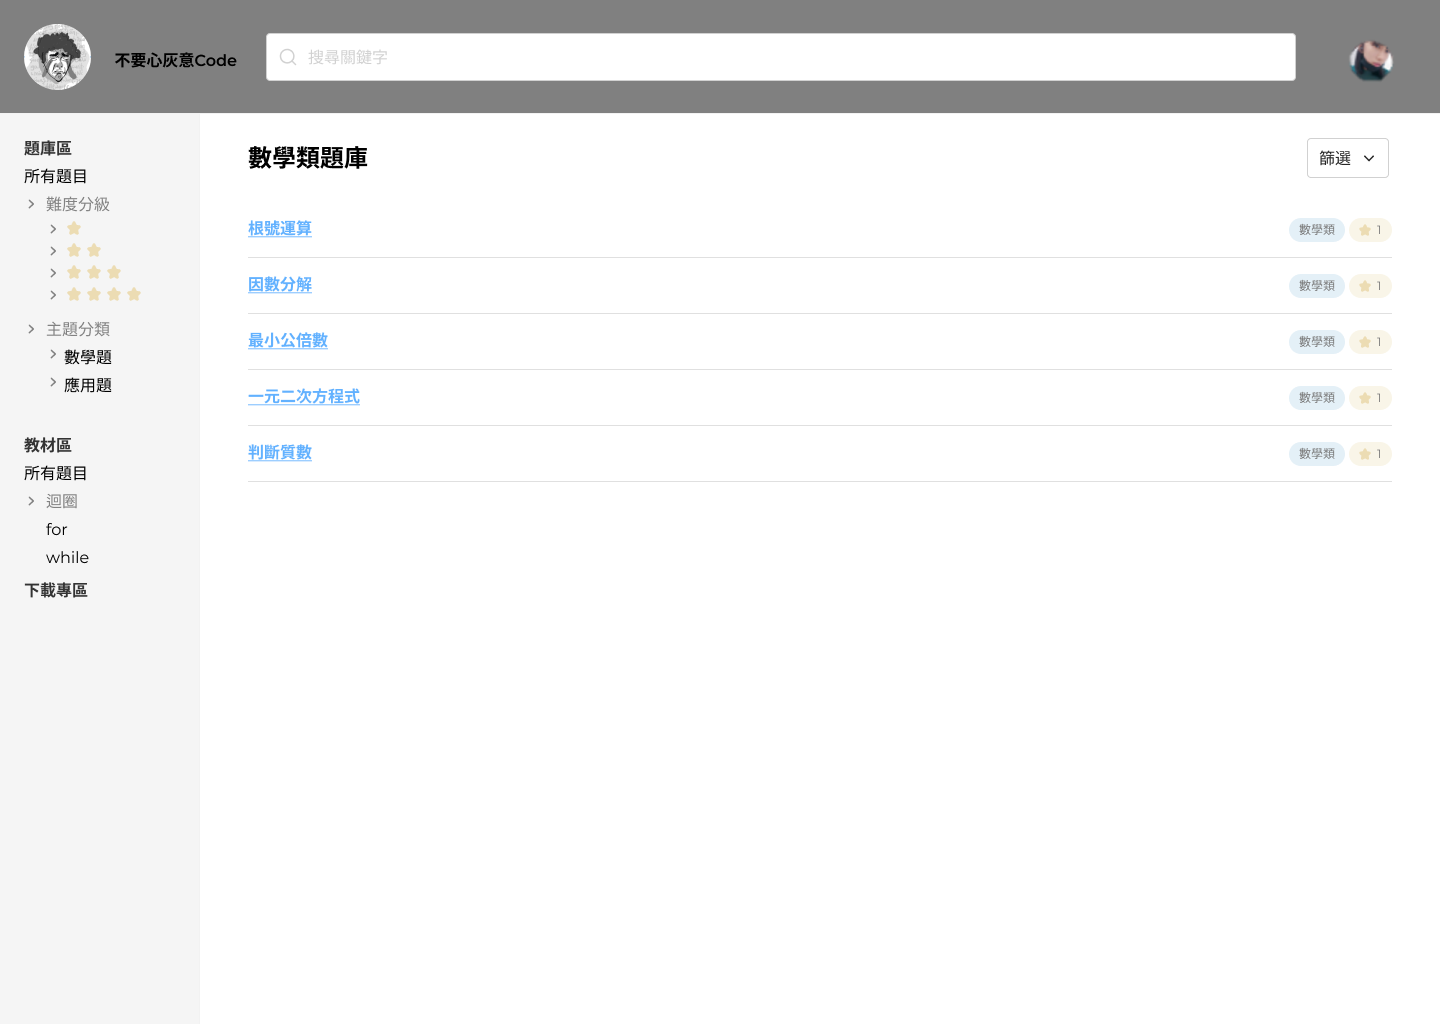 不要心灰意Code
搜尋關鍵字
題庫區
所有題目
難度分級
主題分類
數學題
應用題
教材區
所有題目
迴圈
for
while
下載專區
數學類題庫
篩選
根號運算 數學類 1
因數分解 數學類 1
最小公倍數 數學類 1
一元二次方程式 數學類 1
判斷質數 數學類 1